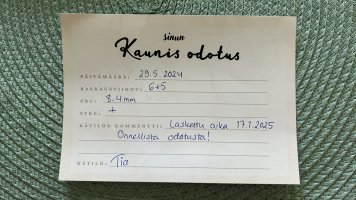 sinun
Kaunis odotus
PÄIVÄMÄÄRÄ: 29.5 2024
RASKAUSVIIKOT: 6+5
CRL: 8.4mm
SYKE: +
KÄTILÖN KOMMENTTI: Laskettu aika 17.1.2025
Onnellista odotusta!
KÄTILÖ: Tia